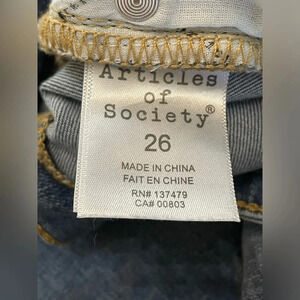 Articles
of
Society®
26
MADE IN CHINA
FAIT EN CHINE
RN# 137479
CA# 00803